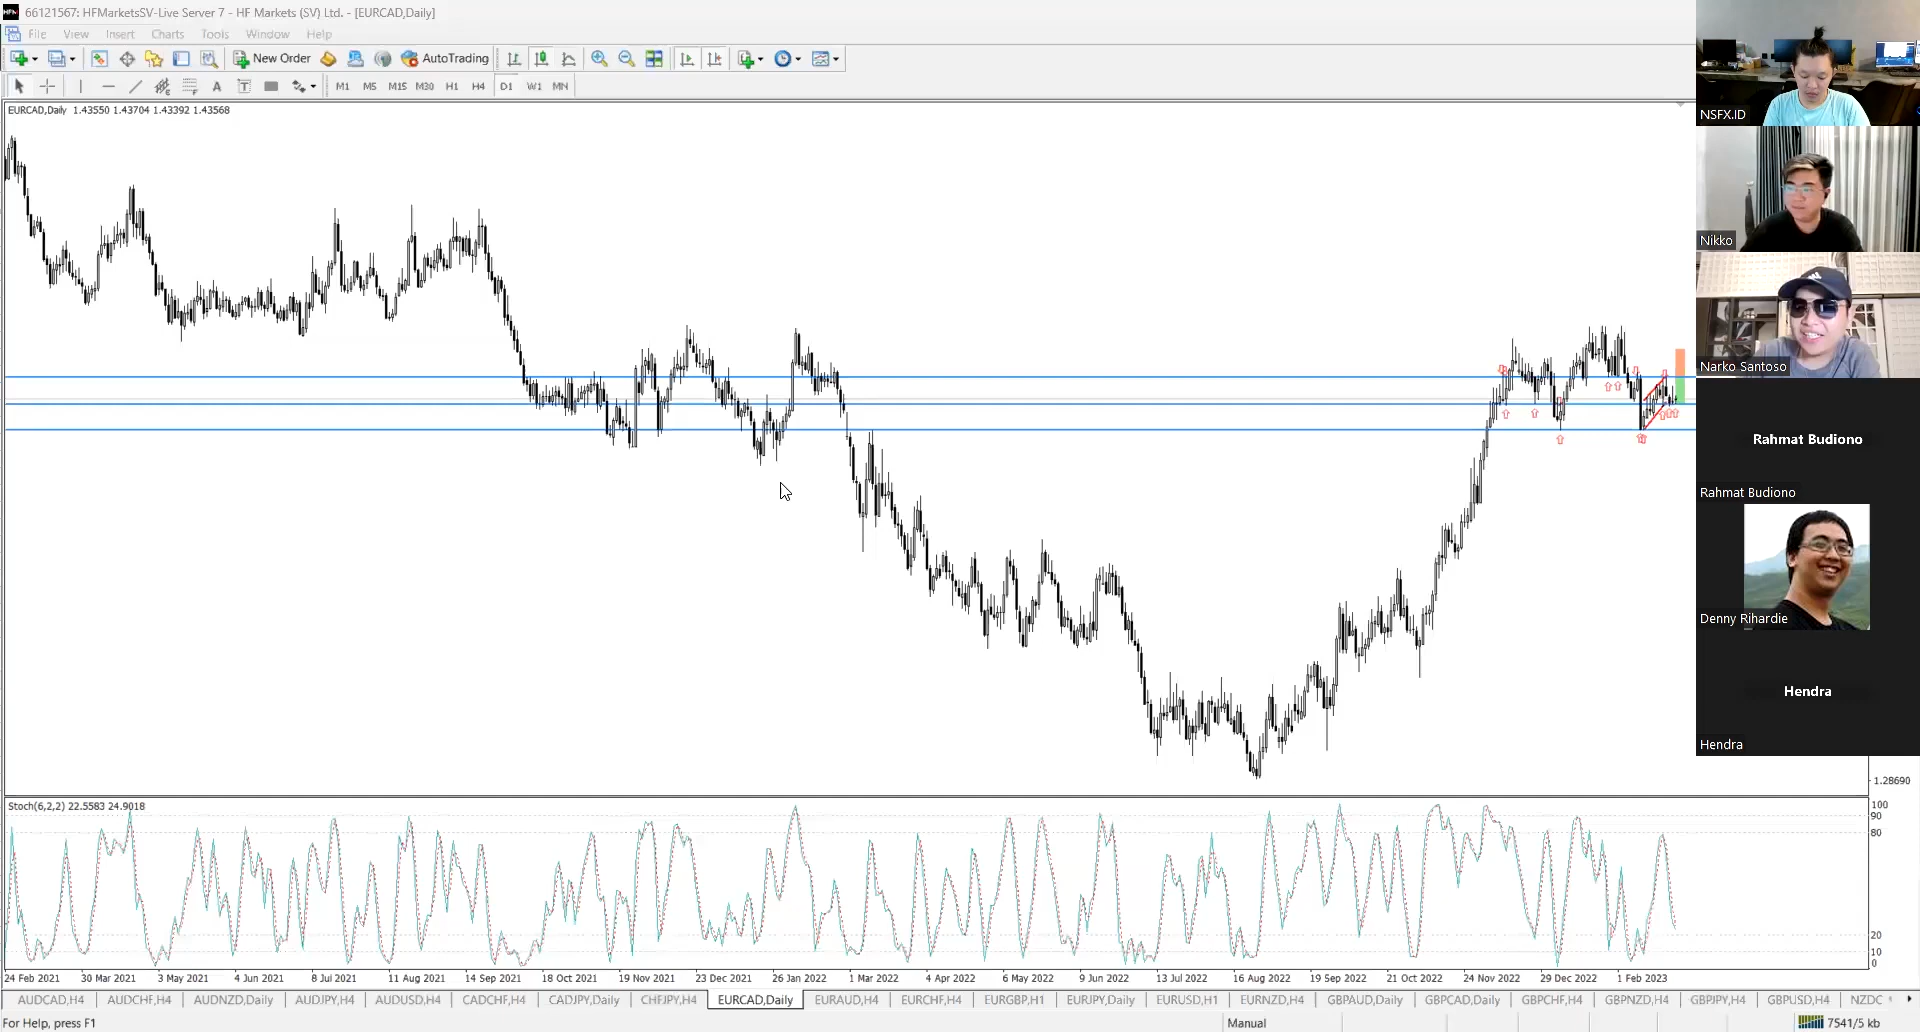 66121567: HFMarketsSV-Live Server 7 - HF Markets (SV) Ltd. - [EURCAD,Daily]
File View Insert Charts Tools Window Help
New Order AutoTrading
A T M1 M5 M15 M30 H1 H4 D1 W1 MN
EURCAD,Daily 1.43550 1.43704 1.43392 1.43568
NSFX.ID
Nikko
Narko Santoso
Rahmat Budiono
Rahmat Budiono
Denny Rihardie
Hendra
Hendra
1.28690
Stoch(6,2,2) 22.5583 24.9018
100
90
80
20
10
0
24 Feb 2021 30 Mar 2021 3 May 2021 4 Jun 2021 8 Jul 2021 11 Aug 2021 14 Sep 2021 18 Oct 2021 19 Nov 2021 23 Dec 2021 26 Jan 2022 1 Mar 2022 4 Apr 2022 6 May 2022 9 Jun 2022 13 Jul 2022 16 Aug 2022 19 Sep 2022 21 Oct 2022 24 Nov 2022 29 Dec 2022 1 Feb 2023
AUDCAD,H4 AUDCHF,H4 AUDNZD,Daily AUDJPY,H4 AUDUSD,H4 CADCHF,H4 CADJPY,Daily CHFJPY,H4 EURCAD,Daily EURAUD,H4 EURCHF,H4 EURGBP,H1 EURJPY,Daily EURUSD,H1 EURNZD,H4 GBPAUD,Daily GBPCAD,Daily GBPCHF,H4 GBPNZD,H4 GBPJPY,H4 GBPUSD,H4 NZDC
For Help, press F1 Manual 7541/5 kb